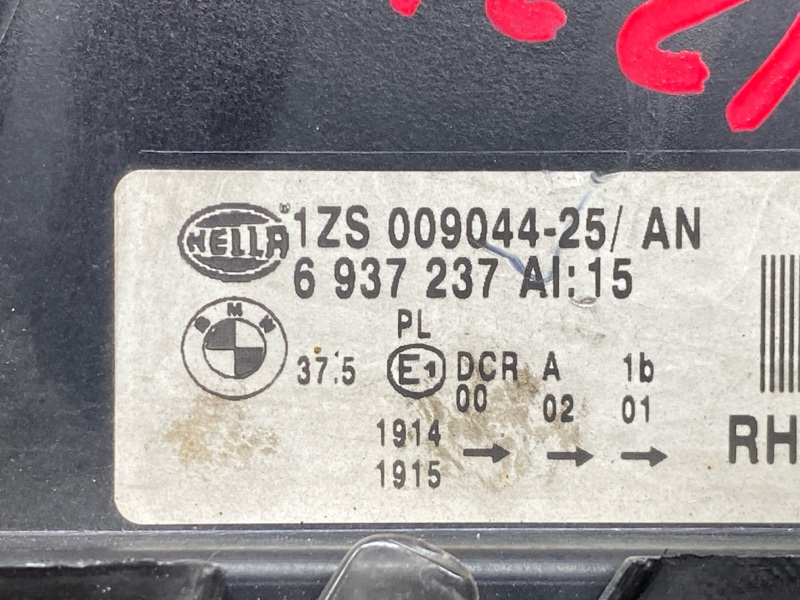 HELLA ® 1ZS 009044-25/ AN
6 937 237 AI:15
BMW
PL
37.5 E1 DCR A 1b
00 02 01
1914
1915
RH